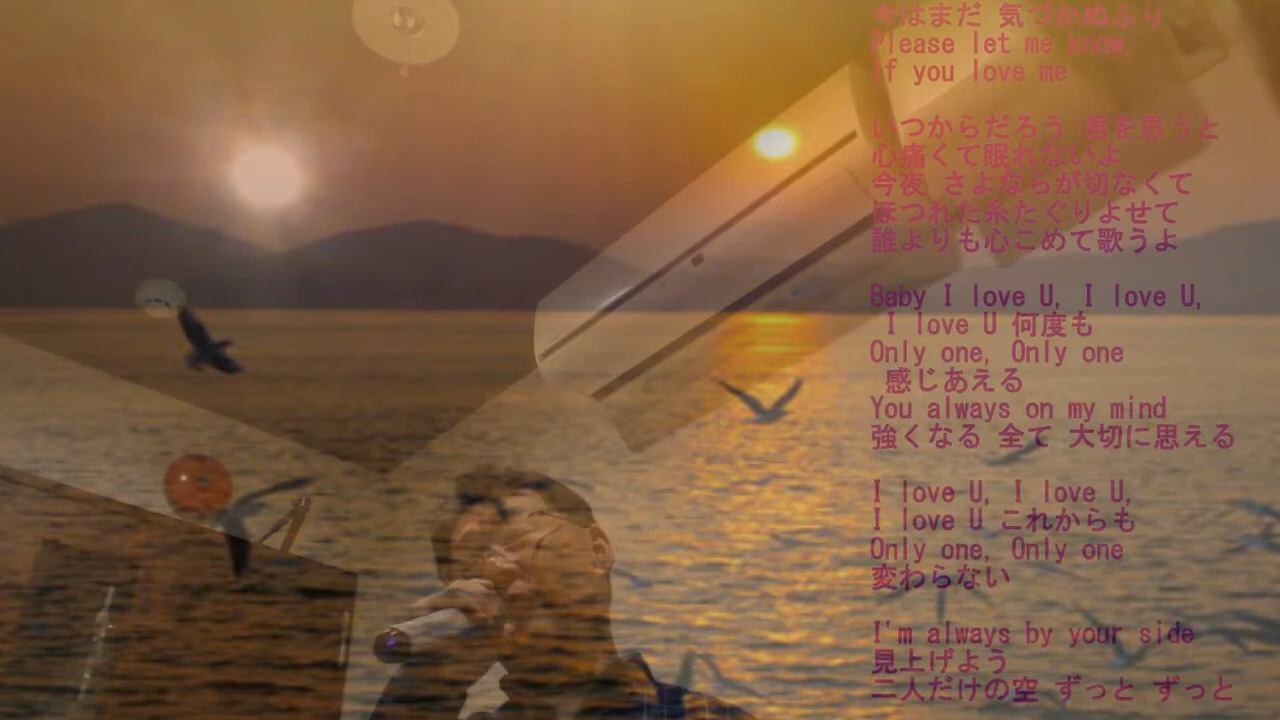 今はまだ 気づかぬふり
Please let me know,
If you love me
いつからだろう 君を思うと
心痛くて眠れないよ
今夜 さよならが切なくて
ほつれた糸たぐりよせて
誰よりも心こめて歌うよ
Baby I love U, I love U,
I love U 何度も
Only one, Only one
感じあえる
You always on my mind
強くなる 全て 大切に思える
I love U, I love U,
I love U これからも
Only one, Only one
変わらない
I'm always by your side
見上げよう
二人だけの空 ずっと ずっと